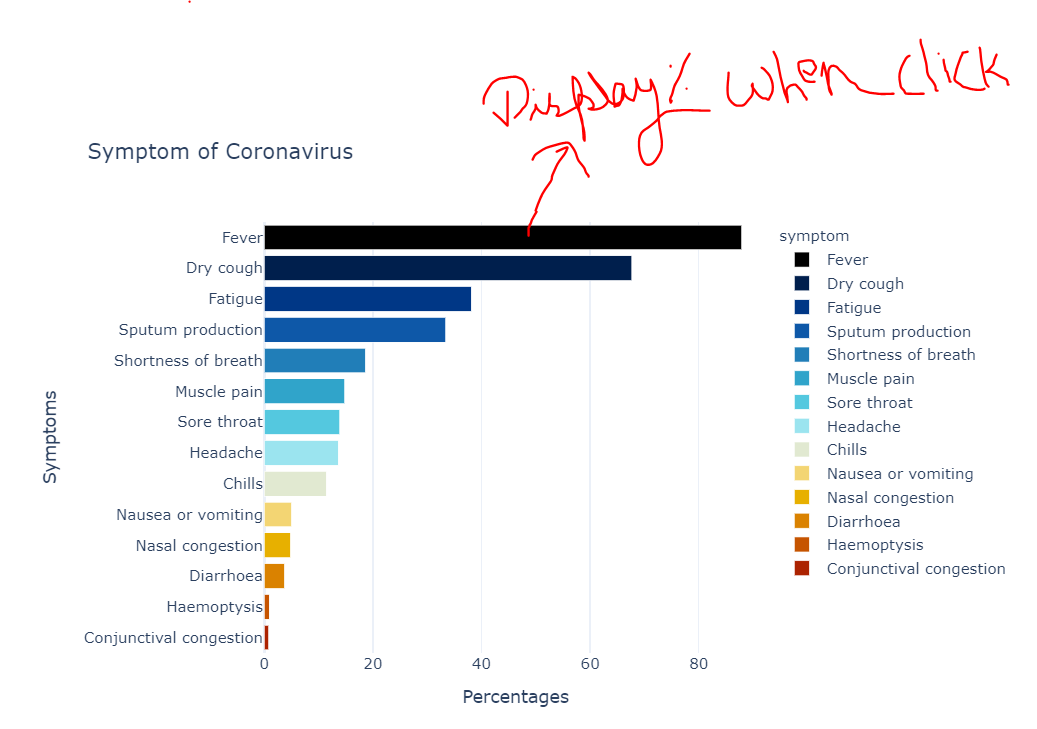 Display % when click
Symptom of Coronavirus
Fever
Dry cough
Fatigue
Sputum production
Shortness of breath
Muscle pain
Sore throat
Headache
Chills
Nausea or vomiting
Nasal congestion
Diarrhoea
Haemoptysis
Conjunctival congestion
Symptoms
0 20 40 60 80
Percentages
symptom
Fever
Dry cough
Fatigue
Sputum production
Shortness of breath
Muscle pain
Sore throat
Headache
Chills
Nausea or vomiting
Nasal congestion
Diarrhoea
Haemoptysis
Conjunctival congestion